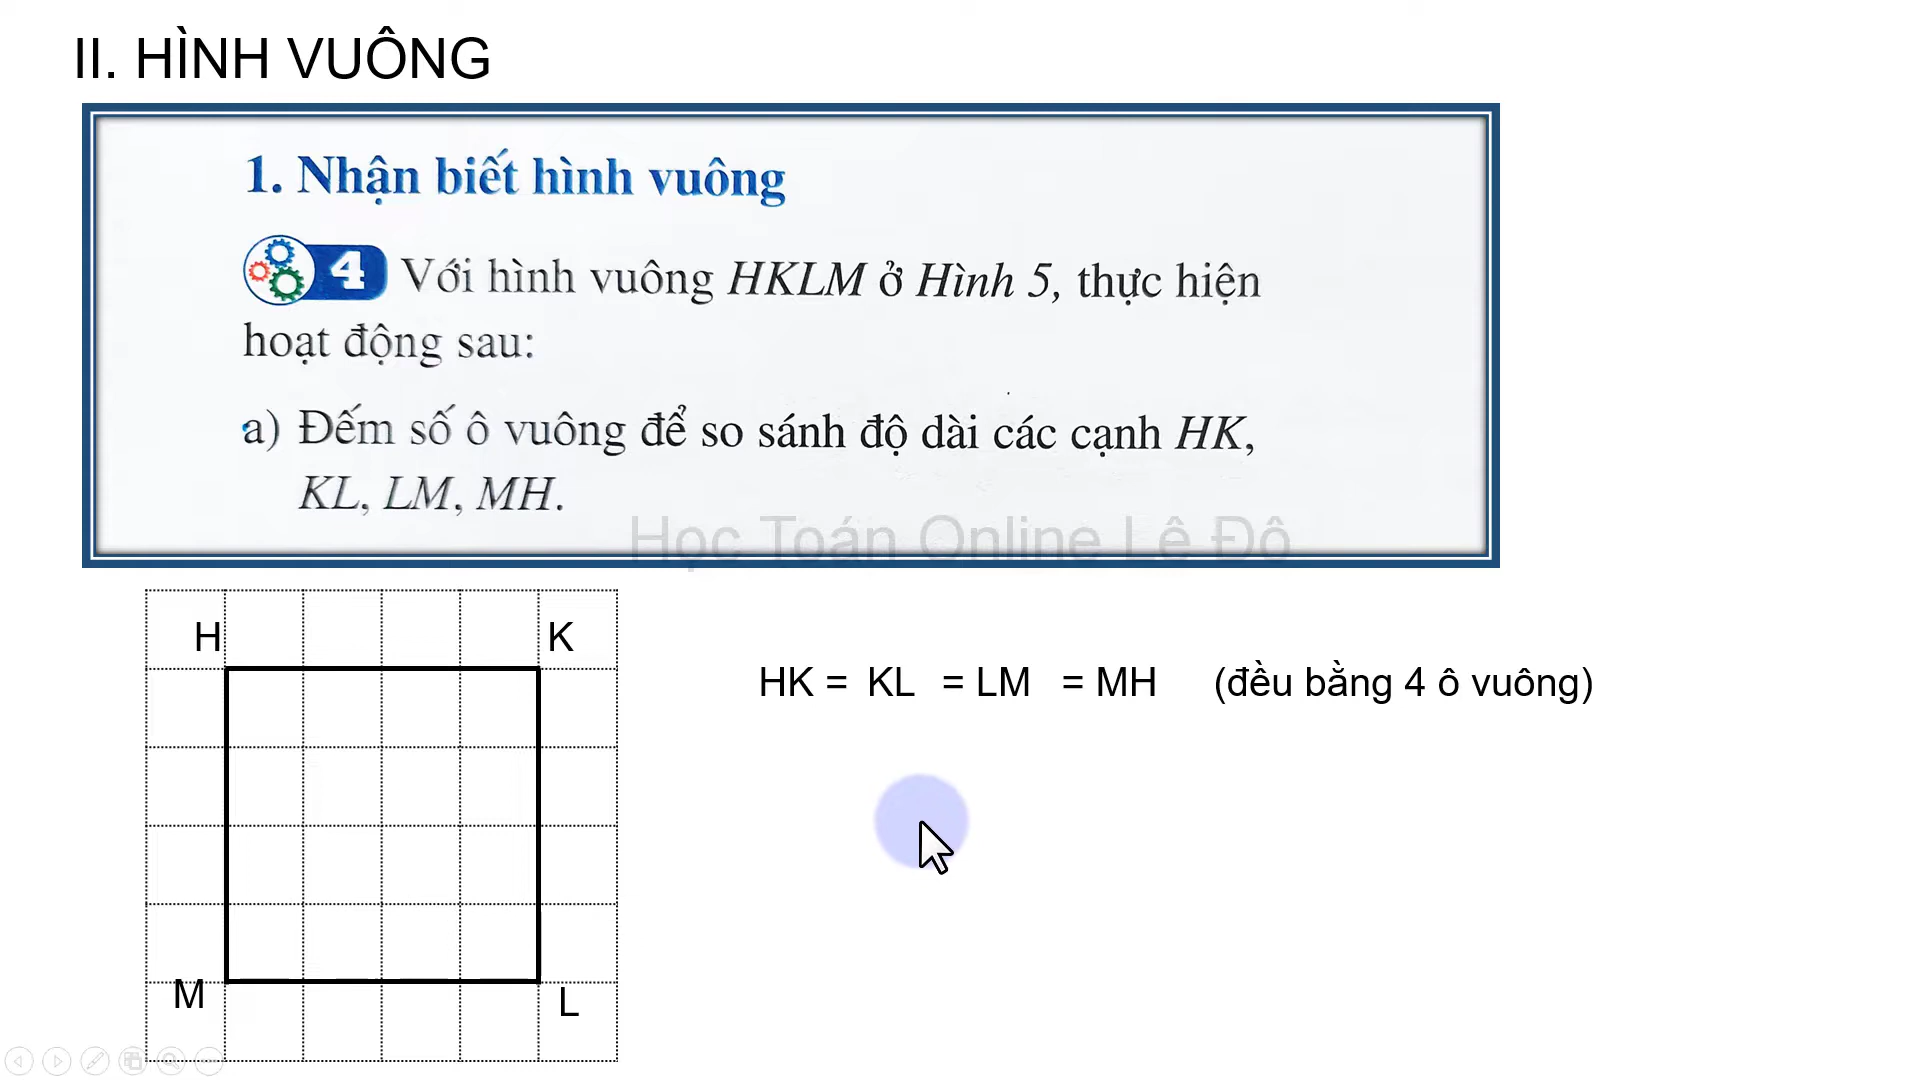 II. HÌNH VUÔNG
1. Nhận biết hình vuông
4 Với hình vuông HKLM ở Hình 5, thực hiện
hoạt động sau:
a) Đếm số ô vuông để so sánh độ dài các cạnh HK,
KL, LM, MH.
Học Toán Online Lê Đô
H
K
HK = KL = LM = MH (đều bằng 4 ô vuông)
M
L